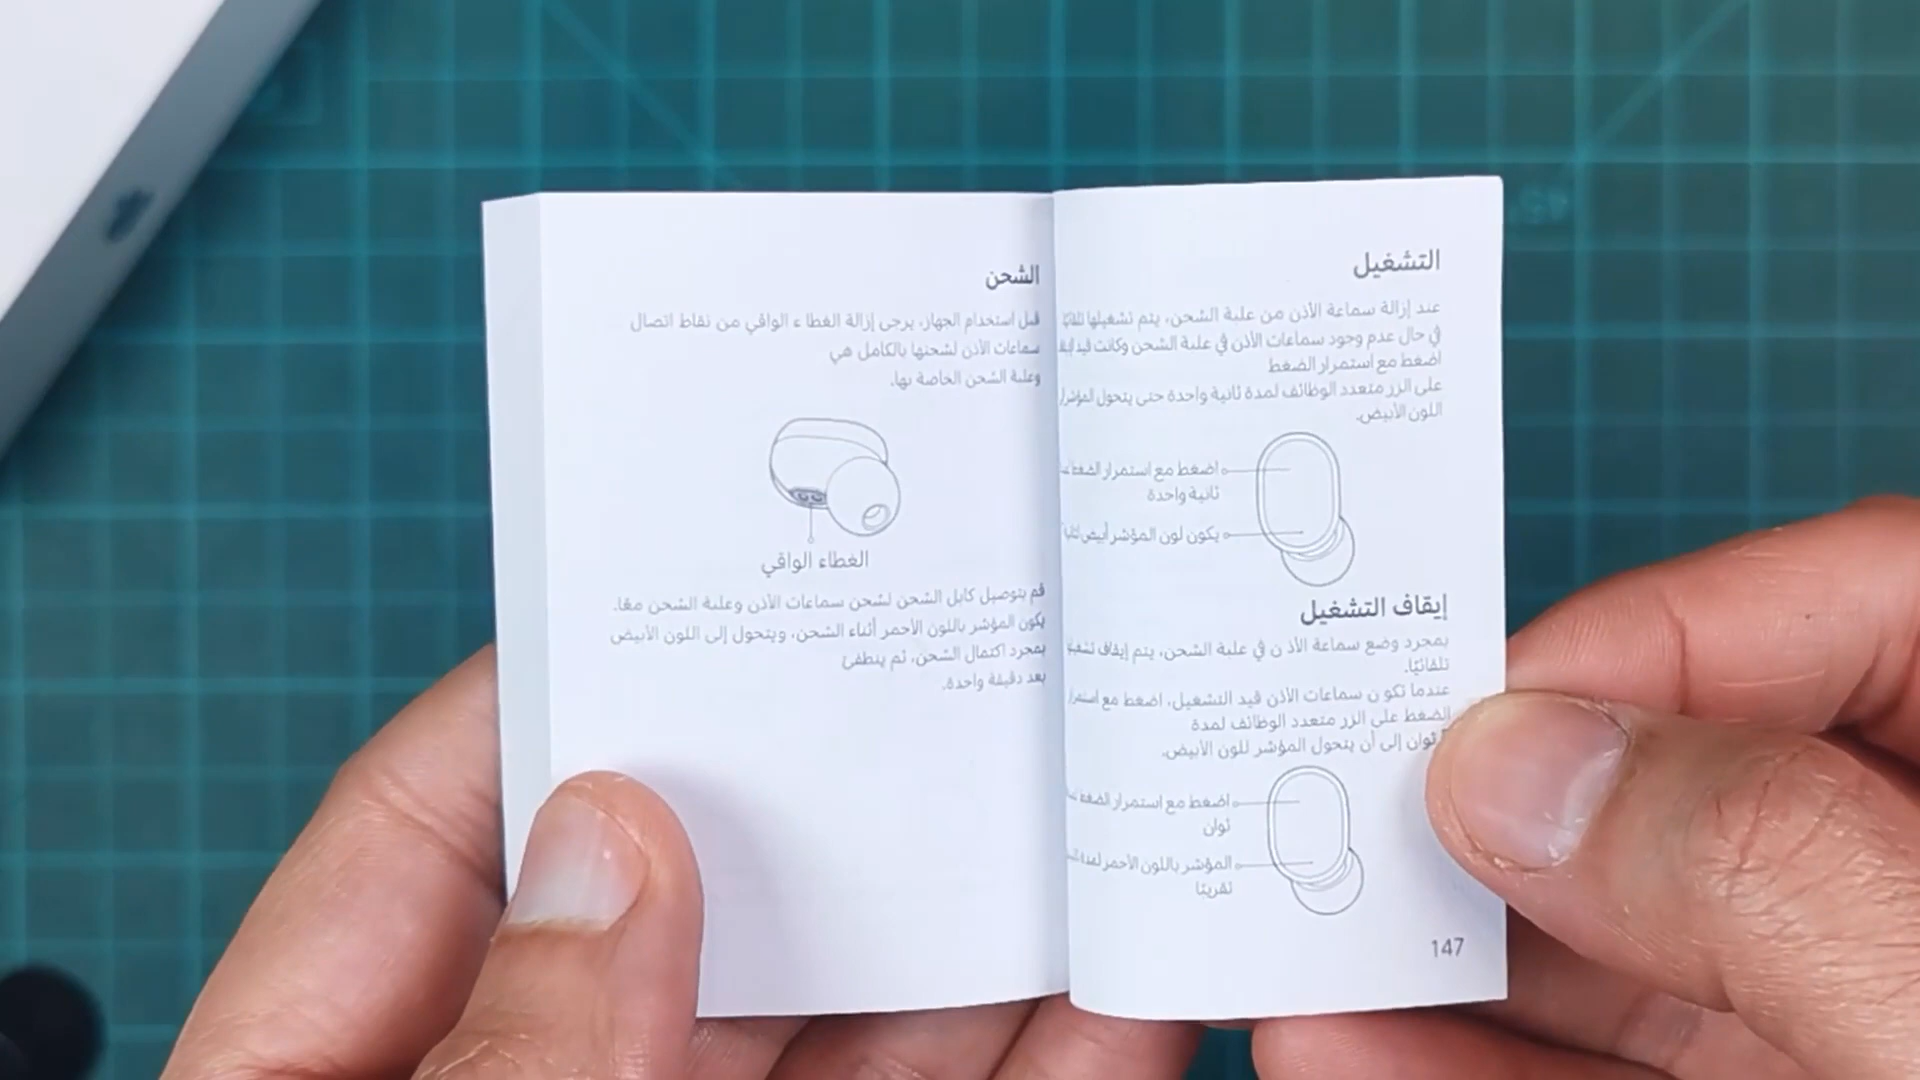 التشغيل
عند إزالة سماعة الأذن من علبة الشحن، يتم تشغيلها تلقائيًا
في حال عدم وجود سماعات الأذن في علبة الشحن وكانت قيد
اضغط مع استمرار الضغط
على الزر متعدد الوظائف لمدة ثانية واحدة حتى يتحول المؤشر
اللون الأبيض.
اضغط مع استمرار الضغط
ثانية واحدة
يكون لون المؤشر أبيض
إيقاف التشغيل
بمجرد وضع سماعة الأذ ن في علبة الشحن، يتم إيقاف
تلقائيًا.
عندما تكو ن سماعات الأذن قيد التشغيل، اضغط مع استمرار
الضغط على الزر متعدد الوظائف لمدة
ثوان إلى أن يتحول المؤشر للون الأبيض.
اضغط مع استمرار الضغط
ثوان
المؤشر باللون الأحمر لمدة
تقريبًا
147
الشحن
قبل استخدام الجهاز، يرجى إزالة الغطا ء الواقي من نقاط اتصال
سماعات الأذن لشحنها بالكامل هي
وعلبة الشحن الخاصة بها.
الغطاء الواقي
قم بتوصيل كابل الشحن لشحن سماعات الأذن وعلبة الشحن معًا.
يكون المؤشر باللون الأحمر أثناء الشحن، ويتحول إلى اللون الأبيض
بمجرد اكتمال الشحن، ثم ينطفئ
بعد دقيقة واحدة.